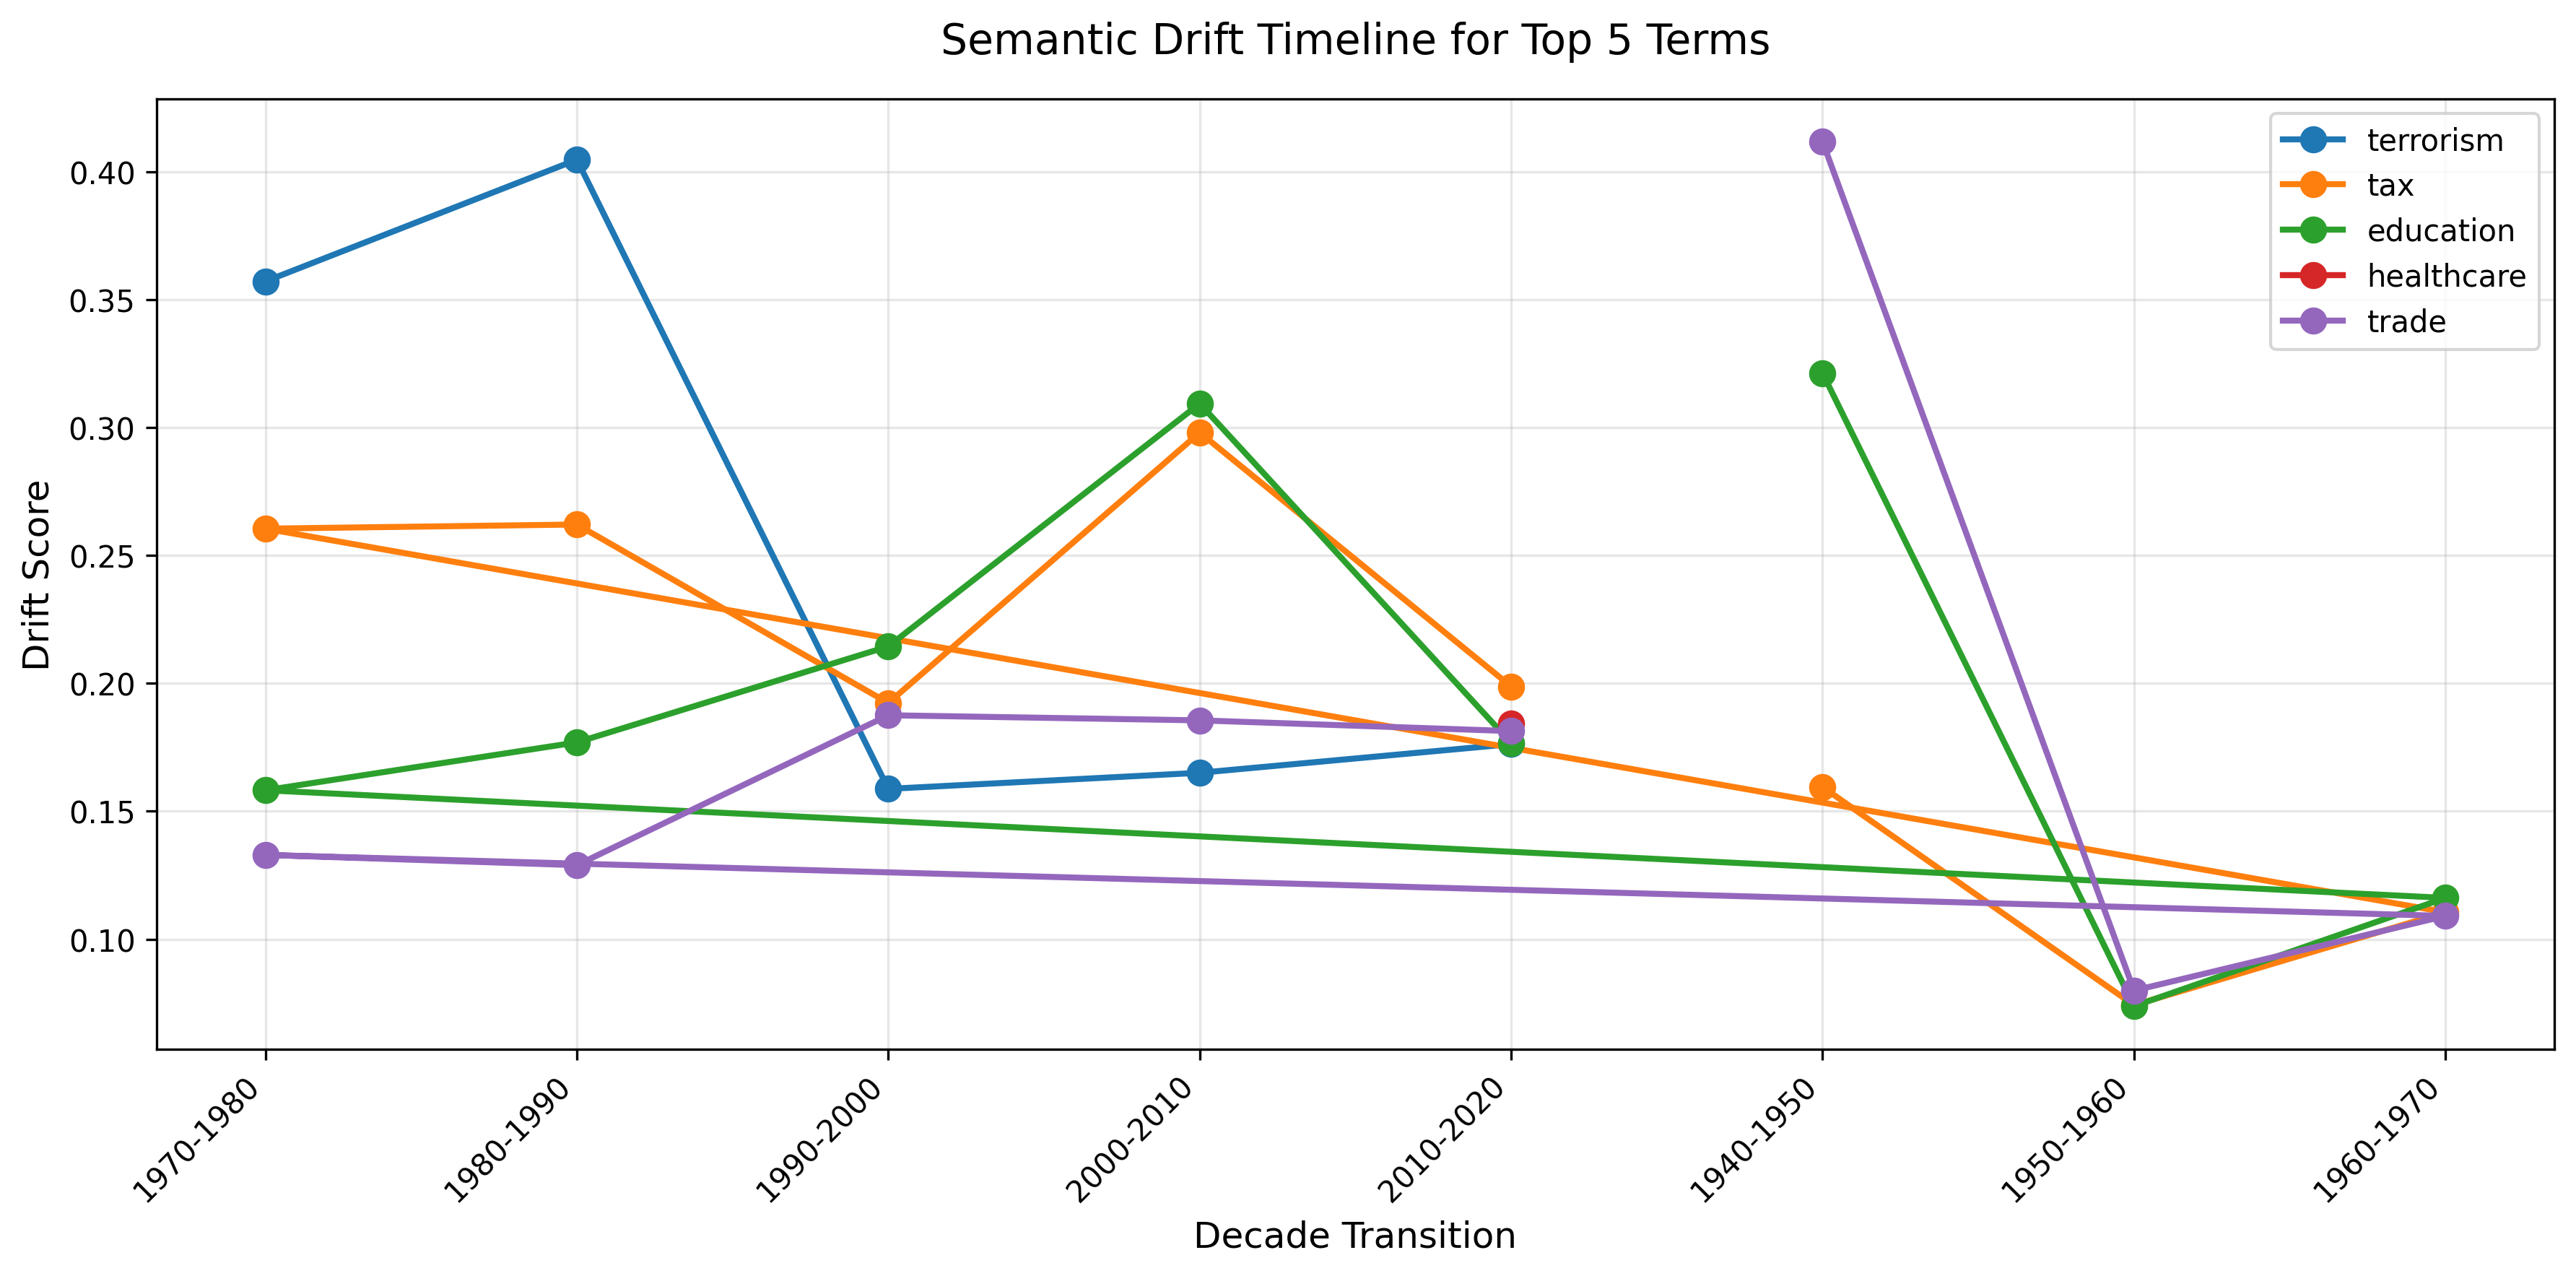 Semantic Drift Timeline for Top 5 Terms
terrorism
tax
education
healthcare
trade
Drift Score
0.40
0.35
0.30
0.25
0.20
0.15
0.10
1970-1980
1980-1990
1990-2000
2000-2010
2010-2020
1940-1950
1950-1960
1960-1970
Decade Transition